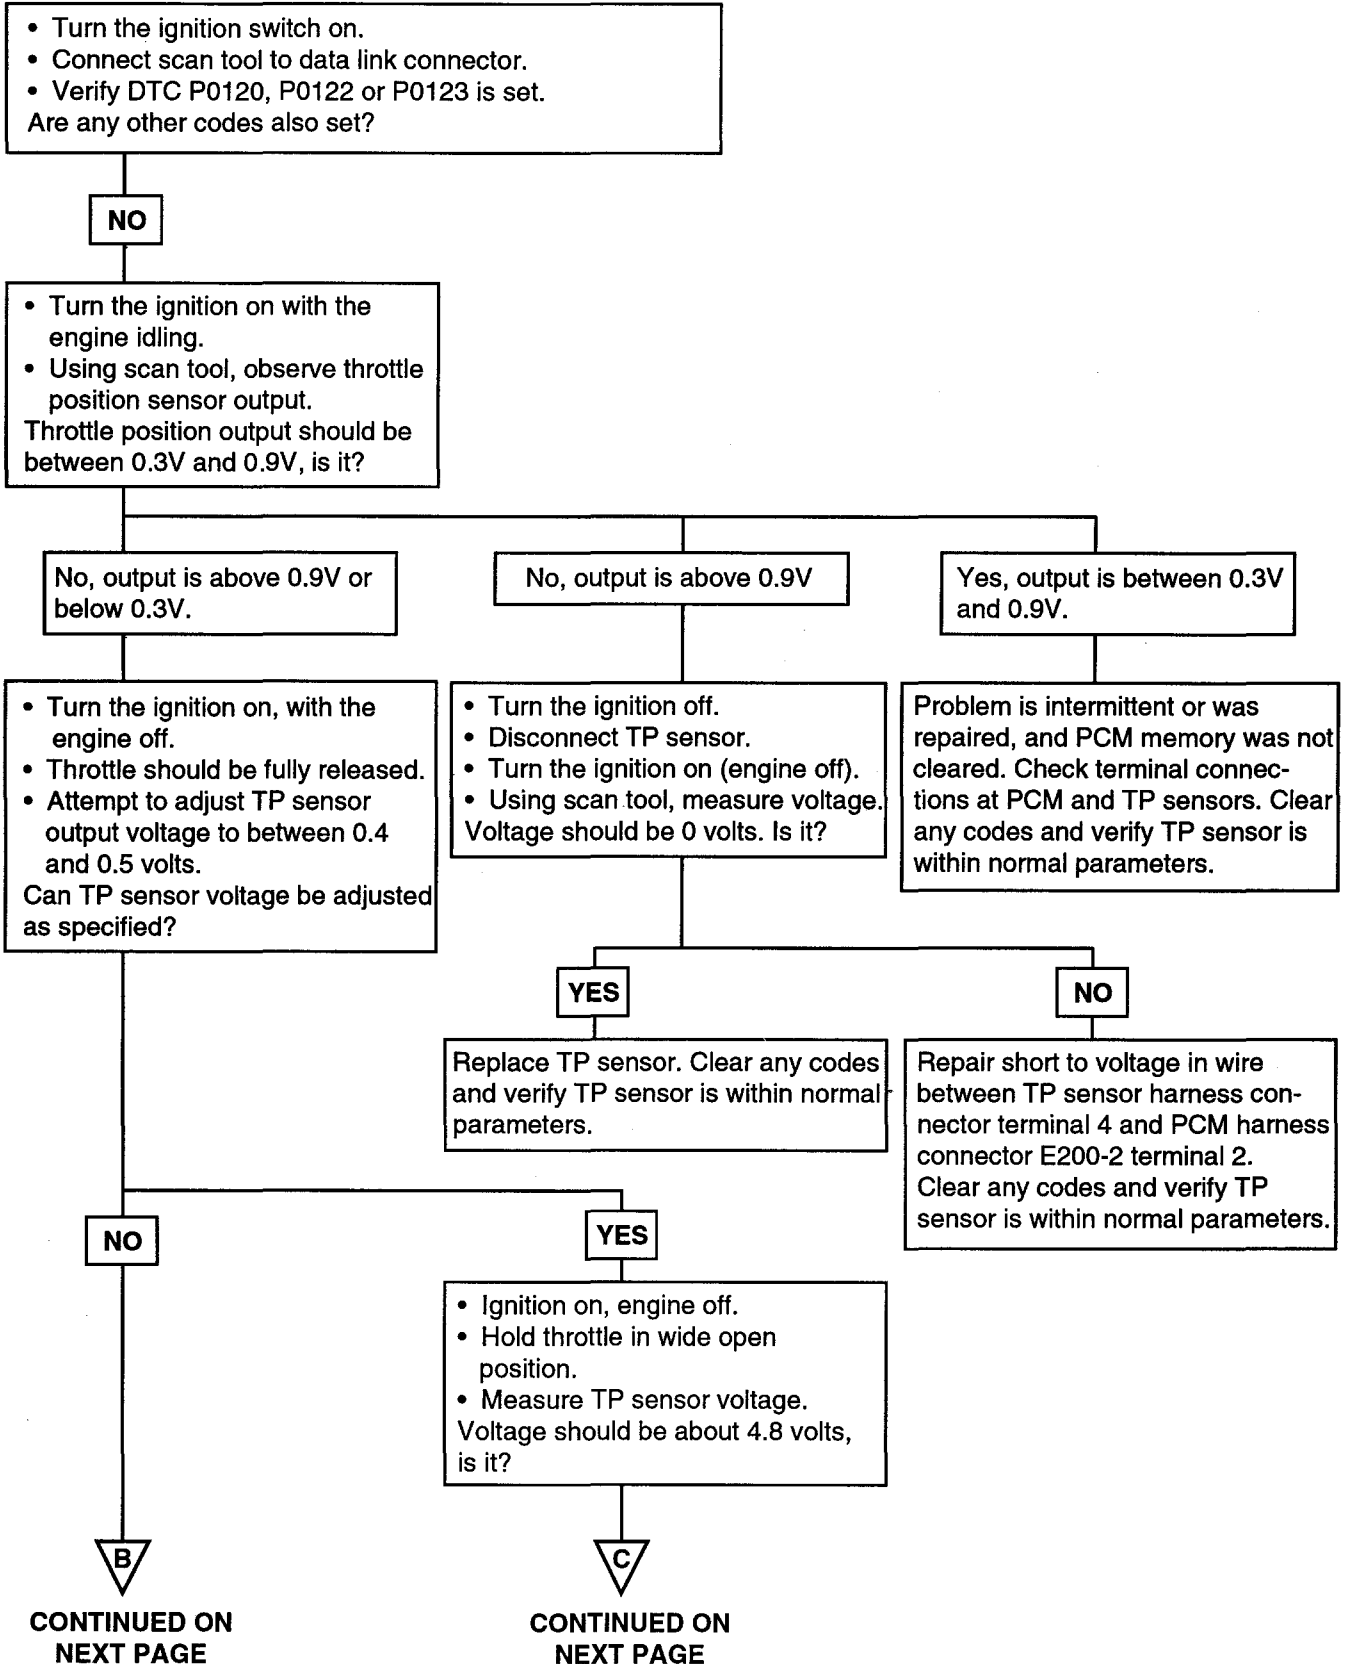 • Turn the ignition switch on.
• Connect scan tool to data link connector.
• Verify DTC P0120, P0122 or P0123 is set.
Are any other codes also set?
NO
• Turn the ignition on with the
engine idling.
• Using scan tool, observe throttle
position sensor output.
Throttle position output should be
between 0.3V and 0.9V, is it?
No, output is above 0.9V or
below 0.3V.
No, output is above 0.9V
Yes, output is between 0.3V
and 0.9V.
• Turn the ignition on, with the
engine off.
• Throttle should be fully released.
• Attempt to adjust TP sensor
output voltage to between 0.4
and 0.5 volts.
Can TP sensor voltage be adjusted
as specified?
• Turn the ignition off.
• Disconnect TP sensor.
• Turn the ignition on (engine off).
• Using scan tool, measure voltage.
Voltage should be 0 volts. Is it?
Problem is intermittent or was
repaired, and PCM memory was not
cleared. Check terminal connec-
tions at PCM and TP sensors. Clear
any codes and verify TP sensor is
within normal parameters.
YES
NO
Replace TP sensor. Clear any codes
and verify TP sensor is within normal
parameters.
Repair short to voltage in wire
between TP sensor harness con-
nector terminal 4 and PCM harness
connector E200-2 terminal 2.
Clear any codes and verify TP
sensor is within normal parameters.
NO
YES
• Ignition on, engine off.
• Hold throttle in wide open
position.
• Measure TP sensor voltage.
Voltage should be about 4.8 volts,
is it?
B
CONTINUED ON
NEXT PAGE
C
CONTINUED ON
NEXT PAGE